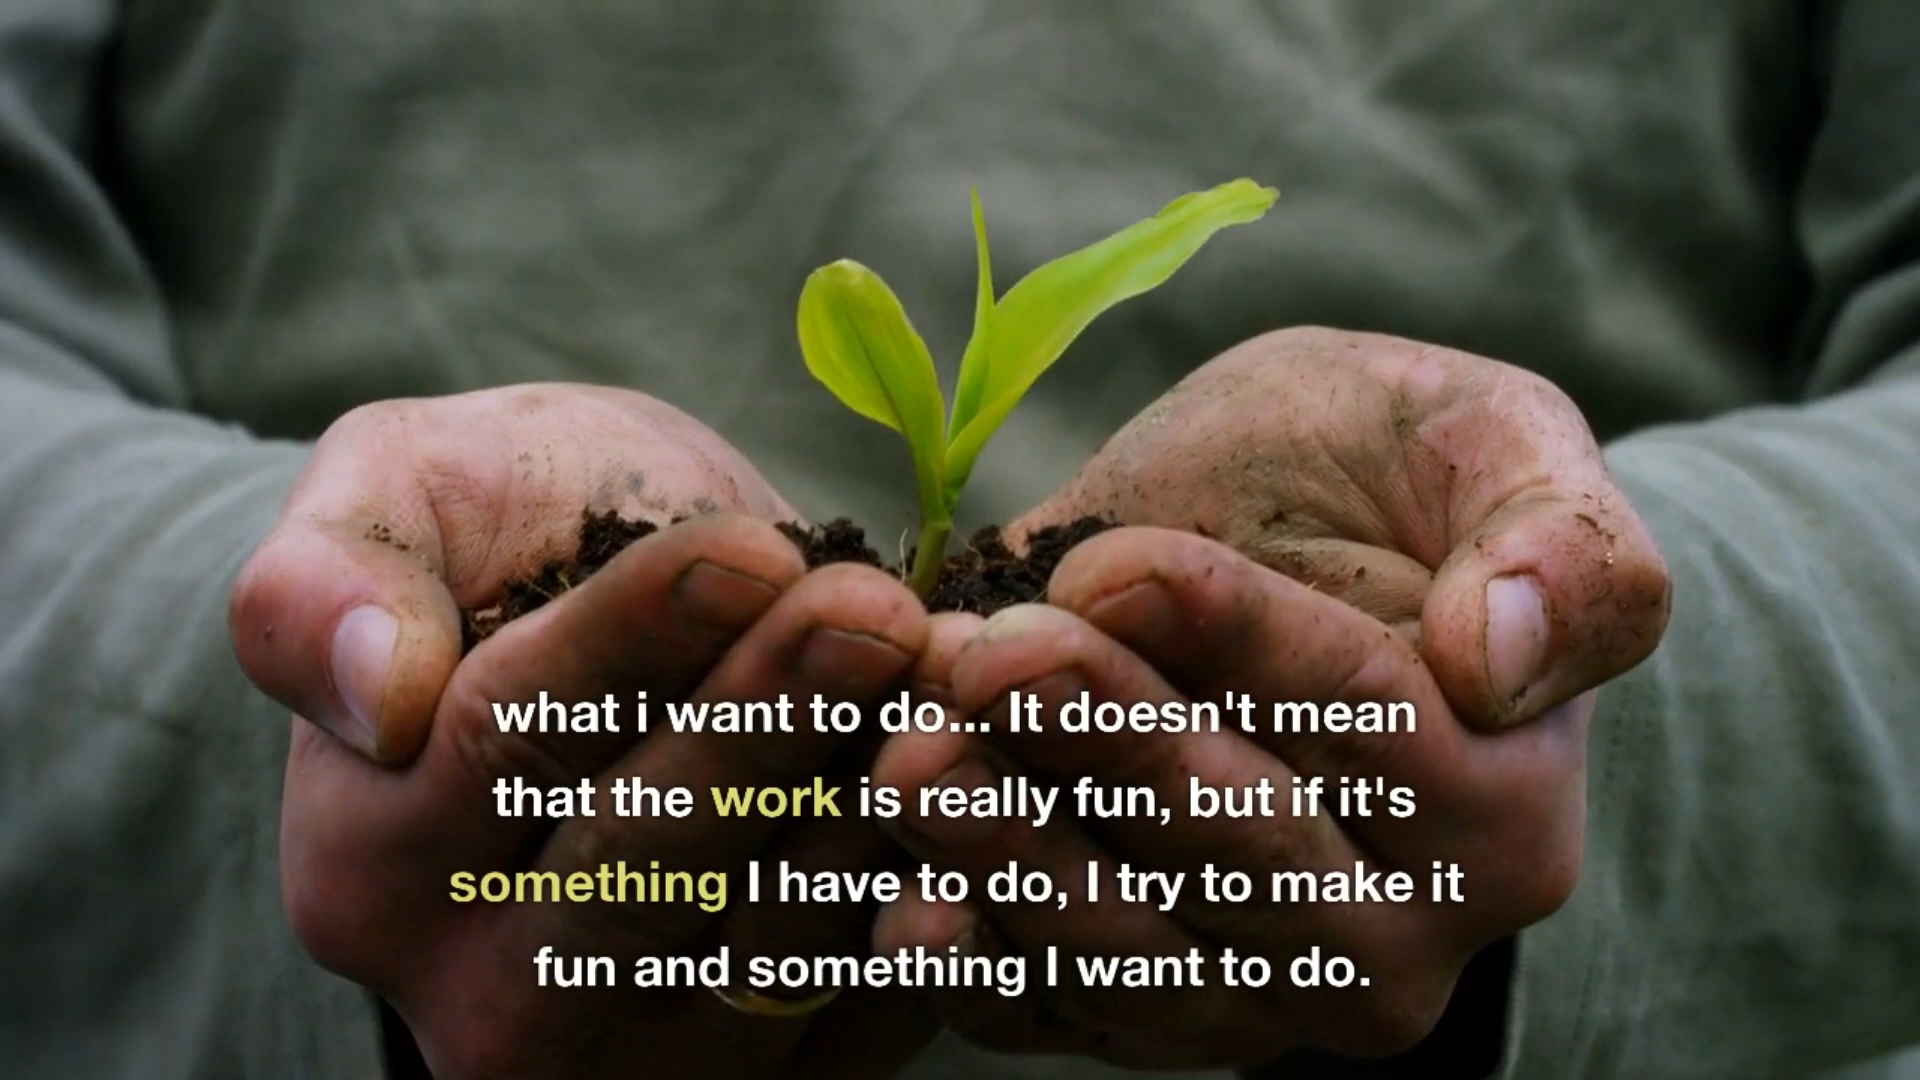 what i want to do... It doesn't mean
that the work is really fun, but if it's
something I have to do, I try to make it
fun and something I want to do.